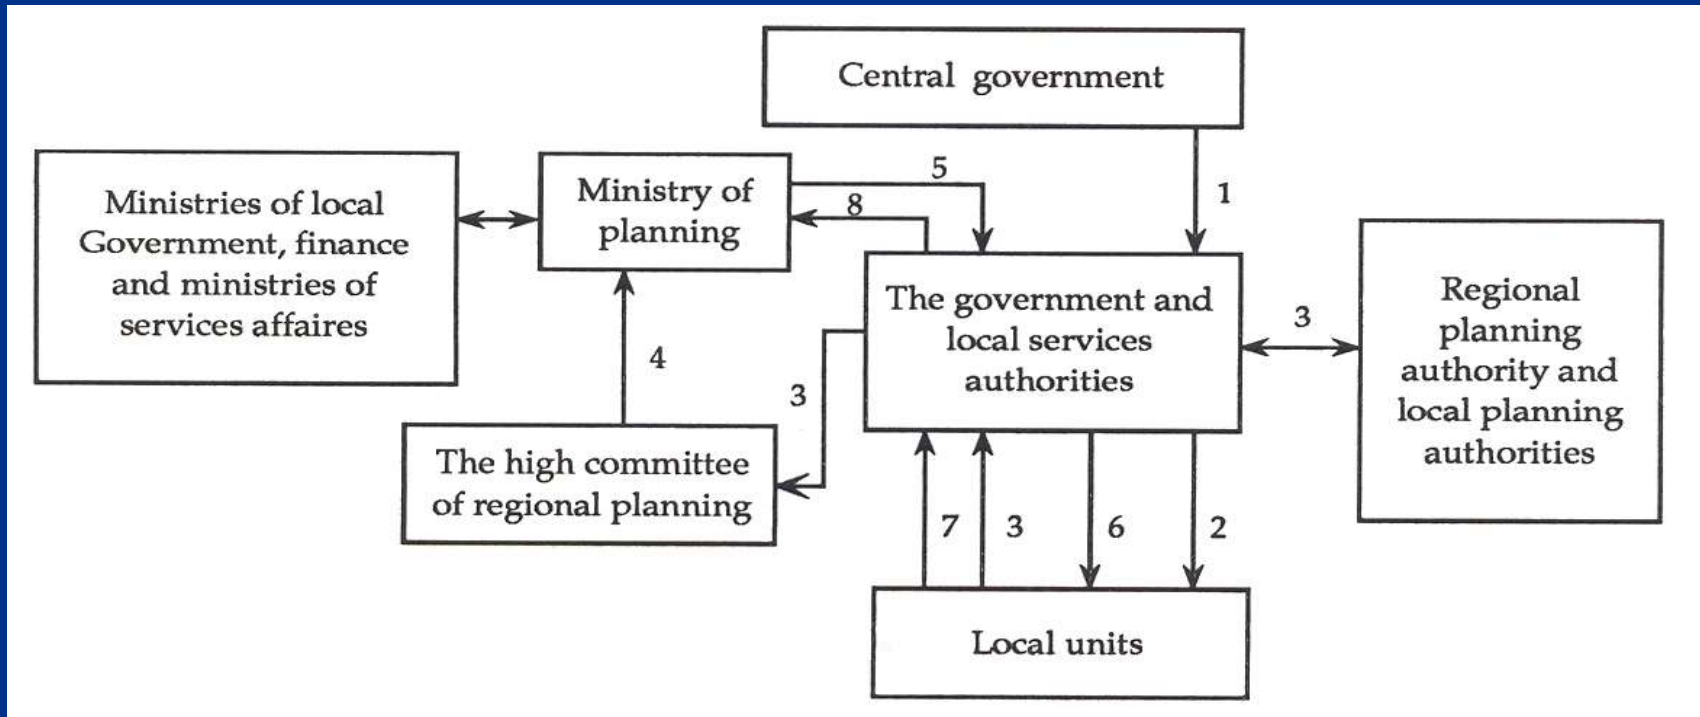 Central government
Ministries of local
Government, finance
and ministries of
services affaires
Ministry of
planning
5
8
1
The government and
local services
authorities
3
Regional
planning
authority and
local planning
authorities
4
3
The high committee
of regional planning
7
3
6
2
Local units